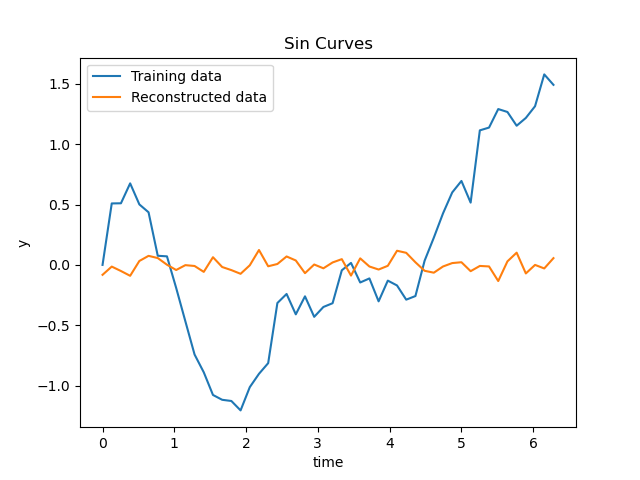 Sin Curves
Training data
Reconstructed data
1.5
1.0
0.5
0.0
−0.5
−1.0
y
0 1 2 3 4 5 6
time